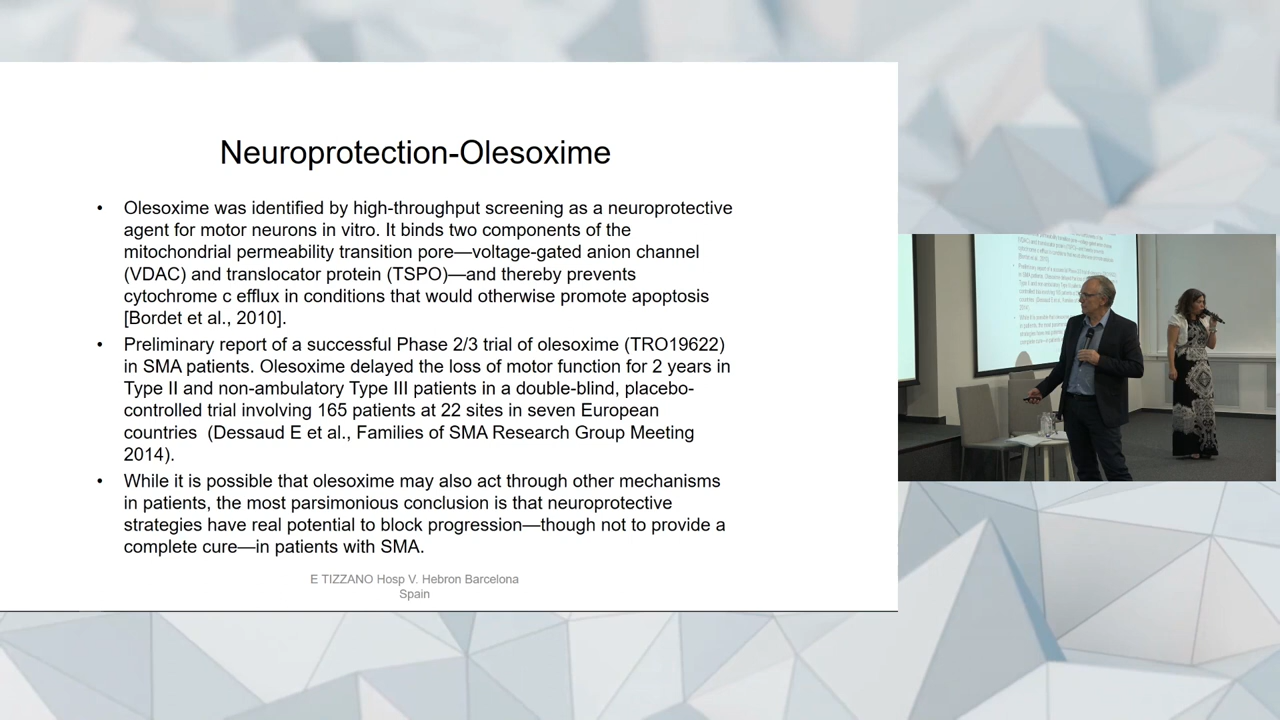 Neuroprotection-Olesoxime
• Olesoxime was identified by high-throughput screening as a neuroprotective
agent for motor neurons in vitro. It binds two components of the
mitochondrial permeability transition pore—voltage-gated anion channel
(VDAC) and translocator protein (TSPO)—and thereby prevents
cytochrome c efflux in conditions that would otherwise promote apoptosis
[Bordet et al., 2010].
• Preliminary report of a successful Phase 2/3 trial of olesoxime (TRO19622)
in SMA patients. Olesoxime delayed the loss of motor function for 2 years in
Type II and non-ambulatory Type III patients in a double-blind, placebo-
controlled trial involving 165 patients at 22 sites in seven European
countries  (Dessaud E et al., Families of SMA Research Group Meeting
2014).
• While it is possible that olesoxime may also act through other mechanisms
in patients, the most parsimonious conclusion is that neuroprotective
strategies have real potential to block progression—though not to provide a
complete cure—in patients with SMA.
E TIZZANO Hosp V. Hebron Barcelona
Spain